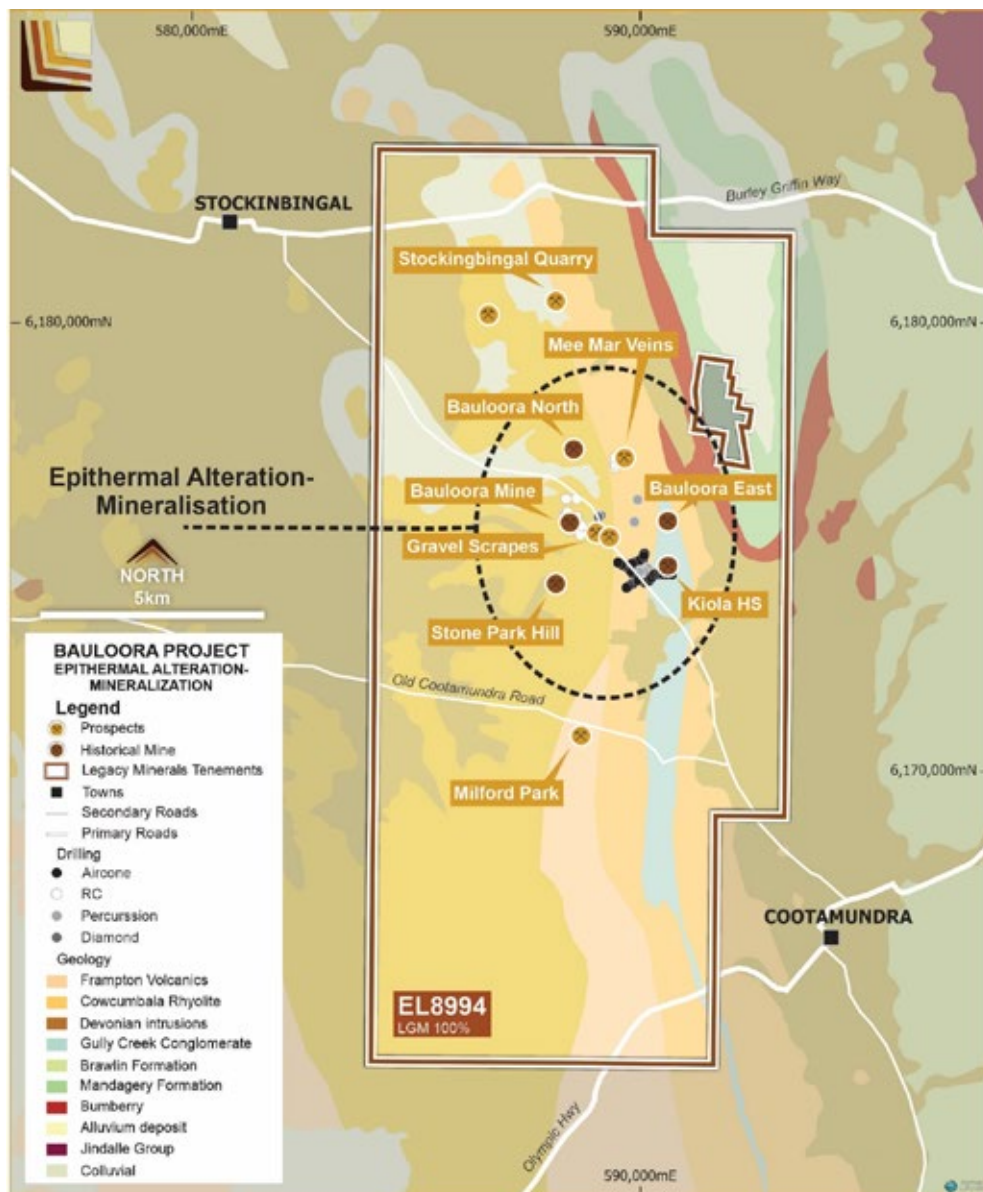 580,000mE
590,000mE
Burley Griffin Way
STOCKINBINGAL
Stockingbingal Quarry
6,180,000mN
6,180,000mN
Mee Mar Veins
Bauloora North
Epithermal Alteration-
Mineralisation
Bauloora Mine
Bauloora East
Gravel Scrapes
NORTH
5km
Kiola HS
Stone Park Hill
Old Cootamundra Road
Milford Park
6,170,000mN
BAULOORA PROJECT
EPITHERMAL ALTERATION-
MINERALIZATION
Legend
Prospects
Historical Mine
Legacy Minerals Tenements
Towns
Secondary Roads
Primary Roads
Drilling
Aircone
RC
Percurssion
Diamond
Geology
Frampton Volcanics
Cowcumbala Rhyolite
Devonian intrusions
Gully Creek Conglomerate
Brawlin Formation
Mandagery Formation
Bumberry
Alluvium deposit
Jindalle Group
Colluvial
COOTAMUNDRA
EL8994
LGM 100%
Olympic Hwy
590,000mE